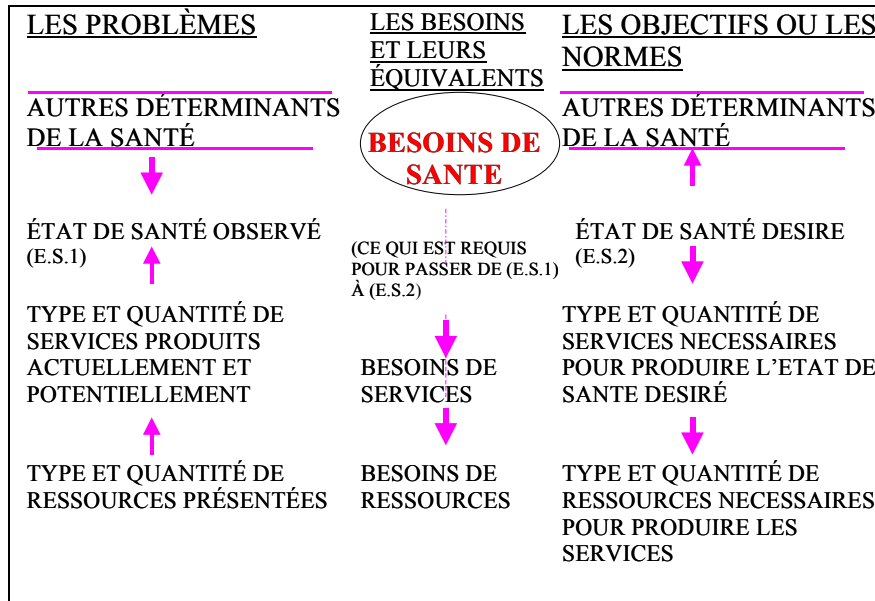 LES PROBLÈMES
AUTRES DÉTERMINANTS
DE LA SANTÉ
ÉTAT DE SANTÉ OBSERVÉ
(E.S.1)
TYPE ET QUANTITÉ DE
SERVICES PRODUITS
ACTUELLEMENT ET
POTENTIELLEMENT
TYPE ET QUANTITÉ DE
RESSOURCES PRÉSENTÉES
LES BESOINS
ET LEURS
ÉQUIVALENTS
BESOINS DE
SANTE
(CE QUI EST REQUIS
POUR PASSER DE (E.S.1)
À (E.S.2)
BESOINS DE
SERVICES
BESOINS DE
RESSOURCES
LES OBJECTIFS OU LES
NORMES
AUTRES DÉTERMINANTS
DE LA SANTÉ
ÉTAT DE SANTÉ DESIRE
(E.S.2)
TYPE ET QUANTITÉ DE
SERVICES NECESSAIRES
POUR PRODUIRE L’ETAT DE
SANTE DESIRÉ
TYPE ET QUANTITÉ DE
RESSOURCES NECESSAIRES
POUR PRODUIRE LES
SERVICES